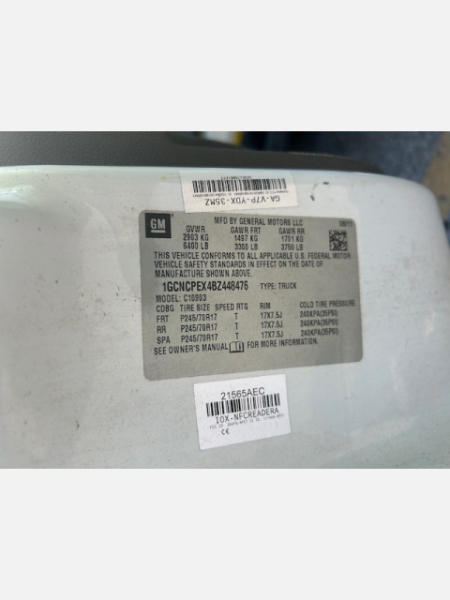 GA-V7P-YDX-35MZ
GM
MFD BY GENERAL MOTORS LLC
GVWR GAWR FRT GAWR RR
2903 KG 1497 KG 1701 KG
6400 LB 3300 LB 3750 LB
THIS VEHICLE CONFORMS TO ALL APPLICABLE U.S. FEDERAL MOTOR
VEHICLE SAFETY STANDARDS IN EFFECT ON THE DATE OF
MANUFACTURE SHOWN ABOVE.
1GCNCPEX4BZ448476 TYPE: TRUCK
MODEL: C10903
CDBG TIRE SIZE SPEED RTG RIM COLD TIRE PRESSURE
FRT P245/70R17 T 17X7.5J 240KPA(35PSI)
RR P245/70R17 T 17X7.5J 240KPA(35PSI)
SPA P245/70R17 T 17X7.5J 240KPA(35PSI)
SEE OWNER'S MANUAL FOR MORE INFORMATION.
21565AEC
IOX-NFCREADERA
CE